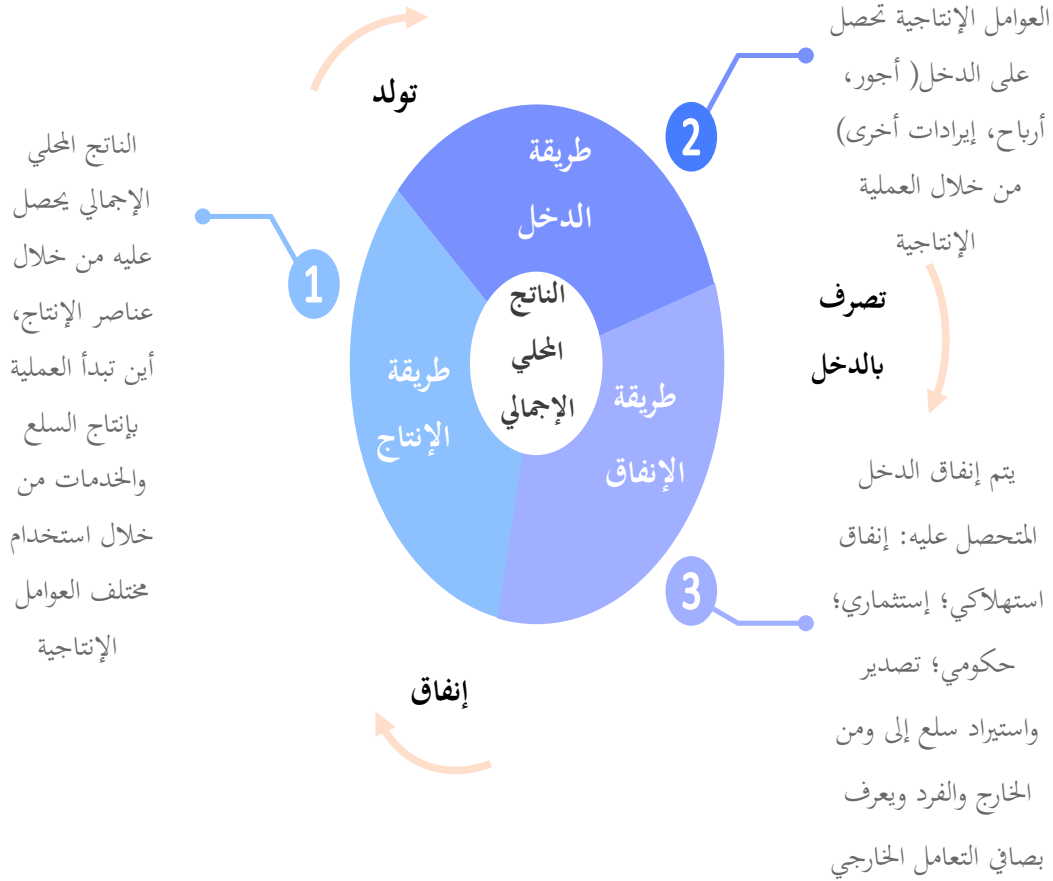 تولد
العوامل الإنتاجية تحصل
على الدخل( أجور،
أرباح، إيرادات أخرى)
من خلال العملية
الإنتاجية
2
طريقة
الدخل
الناتج المحلي
الإجمالي يحصل
عليه من خلال
عناصر الإنتاج،
أين تبدأ العملية
بإنتاج السلع
والخدمات من
خلال استخدام
مختلف العوامل
الإنتاجية
1
طريقة
الإنتاج
الناتج
المحلي
الإجمالي
تصرف
بالدخل
طريقة
الإنفاق
3
يتم إنفاق الدخل
المتحصل عليه: إنفاق
استهلاكي؛ إستثماري؛
حكومي؛ تصدير
واستيراد سلع إلى ومن
الخارج والفرد ويعرف
بصافي التعامل الخارجي
إنفاق